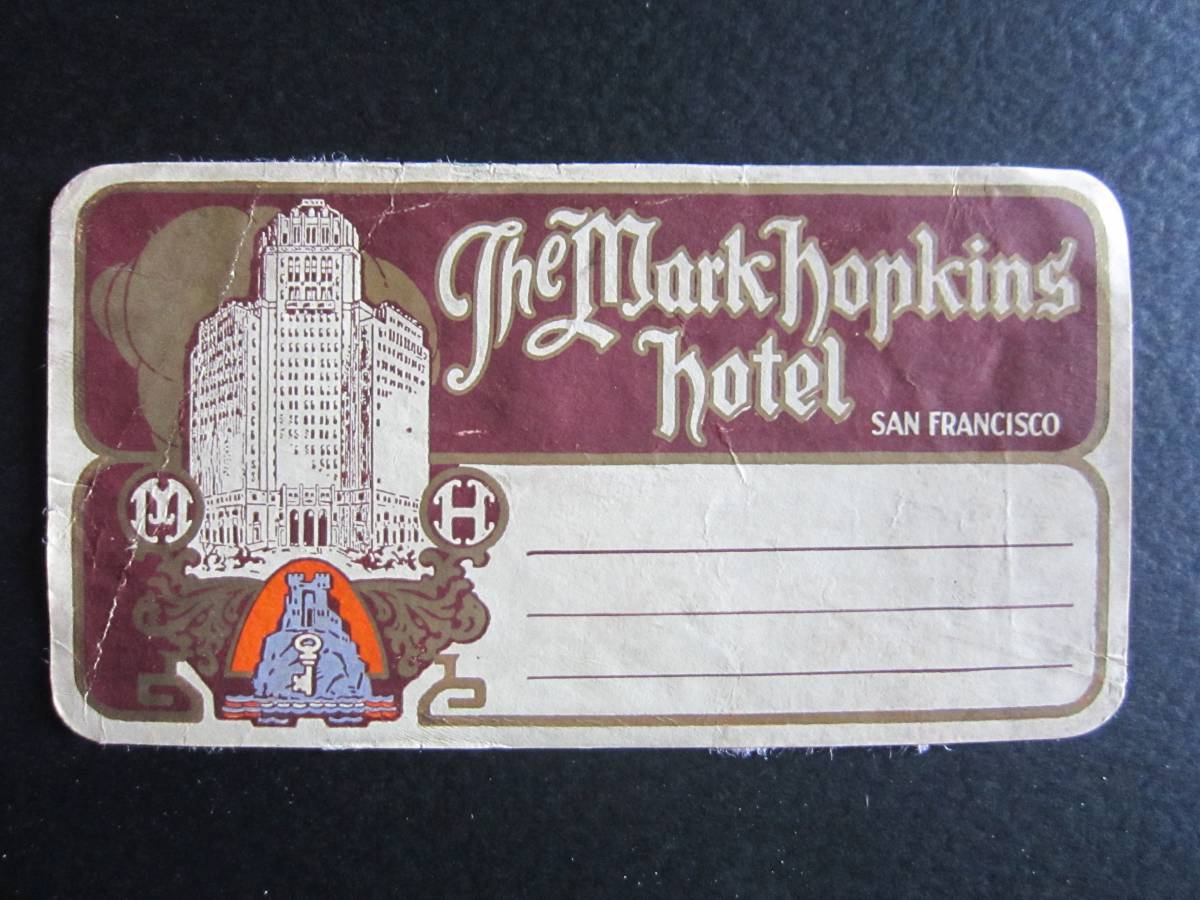 The Mark Hopkins
Hotel
SAN FRANCISCO
M H